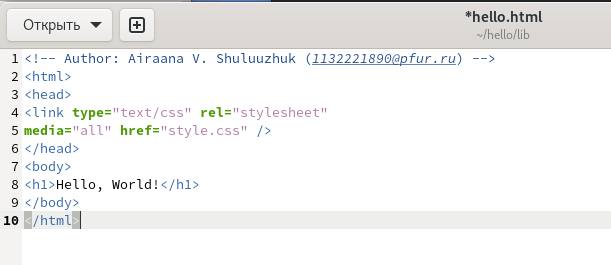 Открыть
*hello.html
~/hello/lib
1 <!-- Author: Airaana V. Shuluuzhuk (1132221890@pfur.ru) -->
2 <html>
3 <head>
4 <link type="text/css" rel="stylesheet"
5 media="all" href="style.css" />
6 </head>
7 <body>
8 <h1>Hello, World!</h1>
9 </body>
10 </html>